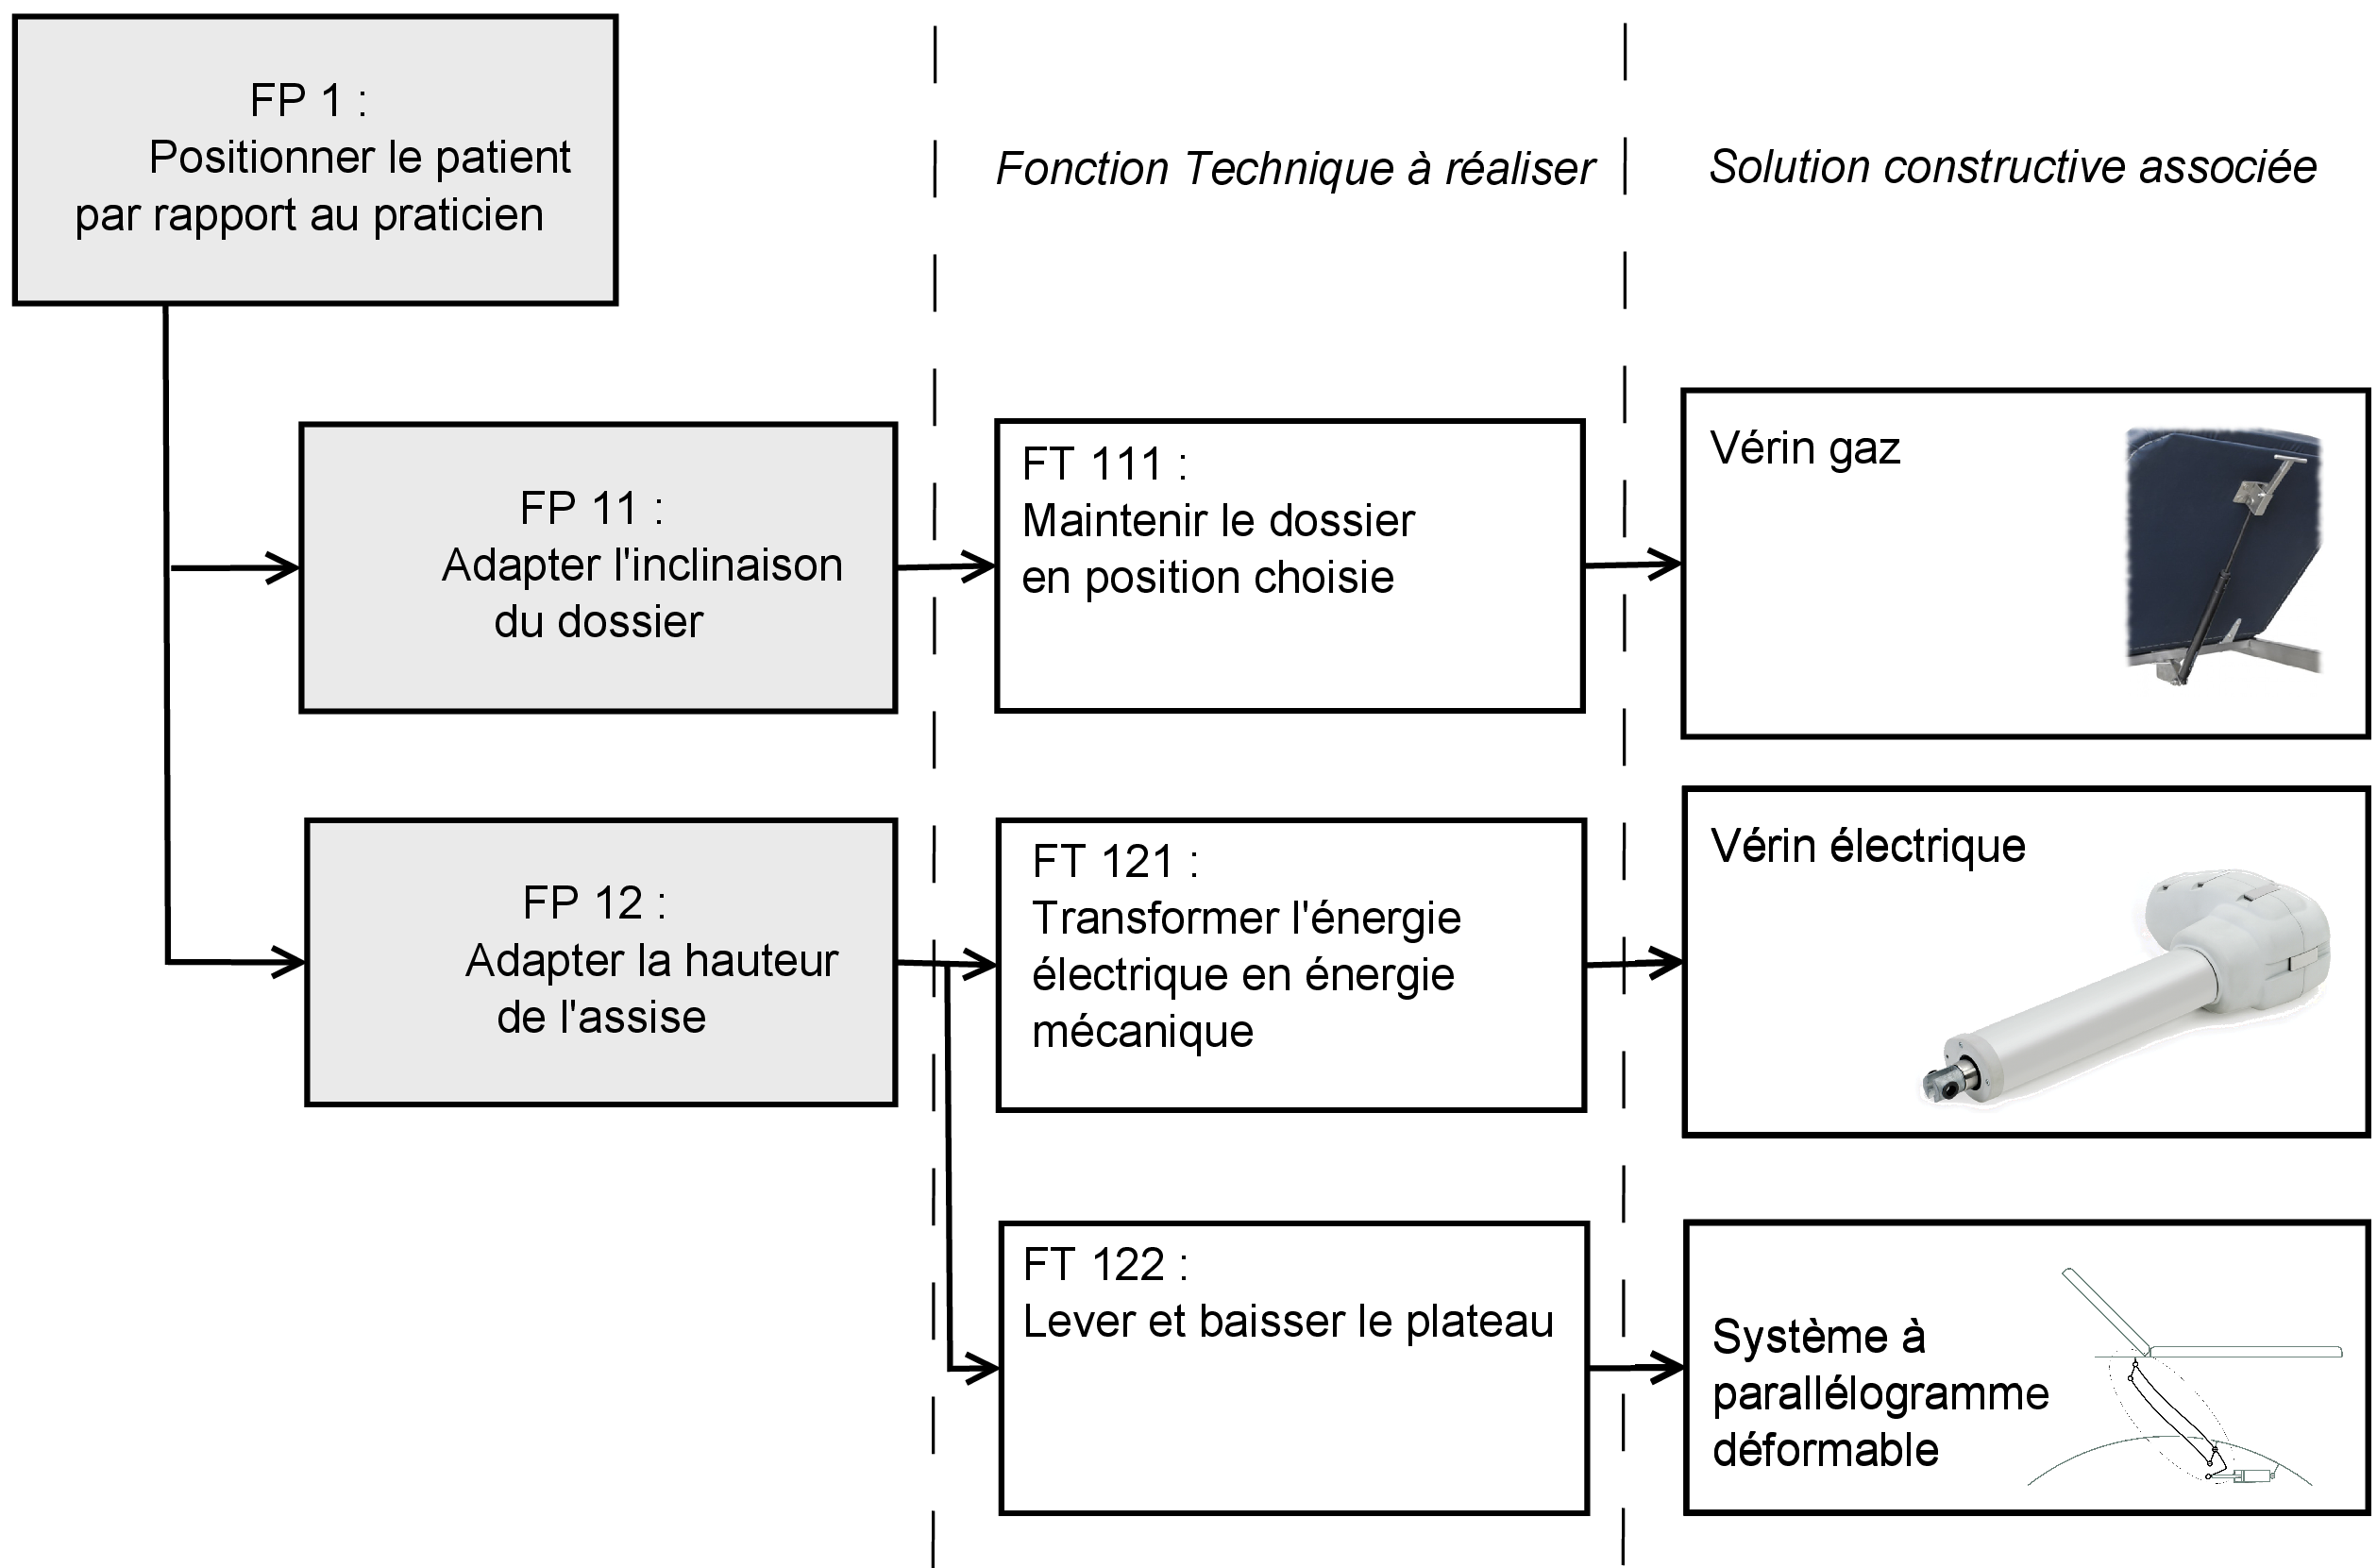 FP 1 :
Positionner le patient
par rapport au praticien
Fonction Technique à réaliser
Solution constructive associée
FP 11 :
Adapter l'inclinaison
du dossier
FT 111 :
Maintenir le dossier
en position choisie
Vérin gaz
FP 12 :
Adapter la hauteur
de l'assise
FT 121 :
Transformer l'énergie
électrique en énergie
mécanique
Vérin électrique
FT 122 :
Lever et baisser le plateau
Système à
parallélogramme
déformable